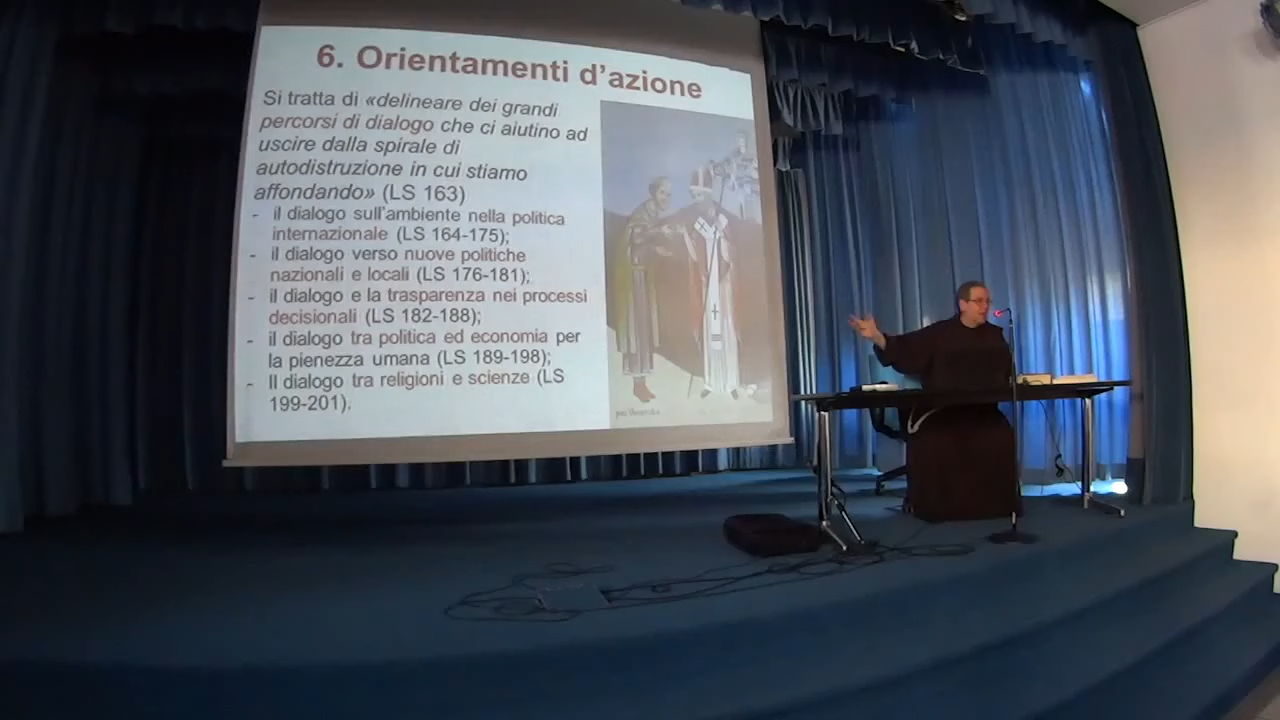 6. Orientamenti d'azione
Si tratta di «delineare dei grandi
percorsi di dialogo che ci aiutino ad
uscire dalla spirale di
autodistruzione in cui stiamo
affondando» (LS 163)
- il dialogo sull'ambiente nella politica
internazionale (LS 164-175);
- il dialogo verso nuove politiche
nazionali e locali (LS 176-181);
- il dialogo e la trasparenza nei processi
decisionali (LS 182-188);
- il dialogo tra politica ed economia per
la pienezza umana (LS 189-198);
- Il dialogo tra religioni e scienze (LS
199-201).